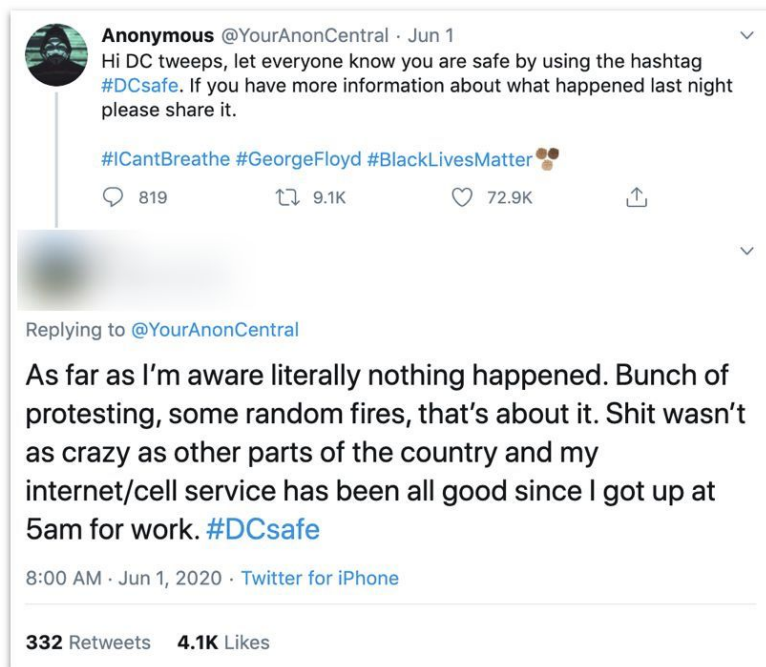 Anonymous @YourAnonCentral · Jun 1
Hi DC tweeps, let everyone know you are safe by using the hashtag
#DCsafe. If you have more information about what happened last night
please share it.
#ICantBreathe #GeorgeFloyd #BlackLivesMatter
819 9.1K 72.9K
Replying to @YourAnonCentral
As far as I’m aware literally nothing happened. Bunch of
protesting, some random fires, that’s about it. Shit wasn’t
as crazy as other parts of the country and my
internet/cell service has been all good since I got up at
5am for work. #DCsafe
8:00 AM · Jun 1, 2020 · Twitter for iPhone
332 Retweets 4.1K Likes